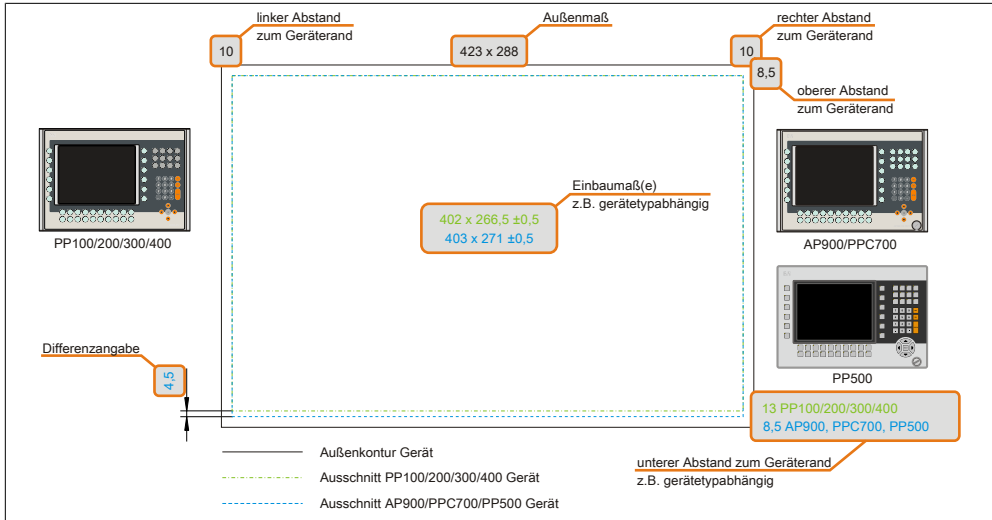 linker Abstand
zum Geräterand
Außenmaß
rechter Abstand
zum Geräterand
10
423 x 288
10
8,5
oberer Abstand
zum Geräterand
Einbaumaß(e)
z.B. gerätetypabhängig
402 x 266,5 ±0,5
403 x 271 ±0,5
PP100/200/300/400
AP900/PPC700
Differenzangabe
4,5
PP500
13 PP100/200/300/400
8,5 AP900, PPC700, PP500
Außenkontur Gerät
unterer Abstand zum Geräterand
z.B. gerätetypabhängig
Ausschnitt PP100/200/300/400 Gerät
Ausschnitt AP900/PPC700/PP500 Gerät